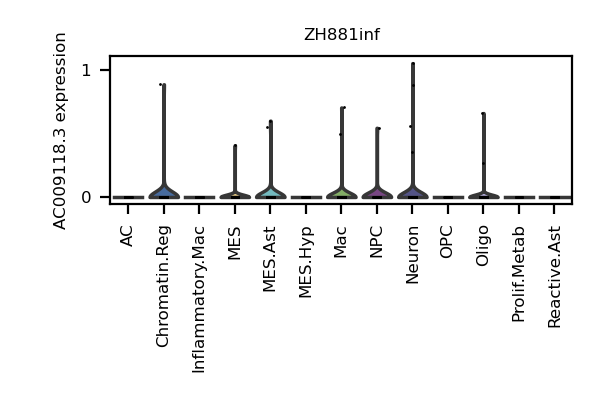 ZH881inf
AC009118.3 expression
1
0
AC
Chromatin.Reg
Inflammatory.Mac
MES
MES.Ast
MES.Hyp
Mac
NPC
Neuron
OPC
Oligo
Prolif.Metab
Reactive.Ast